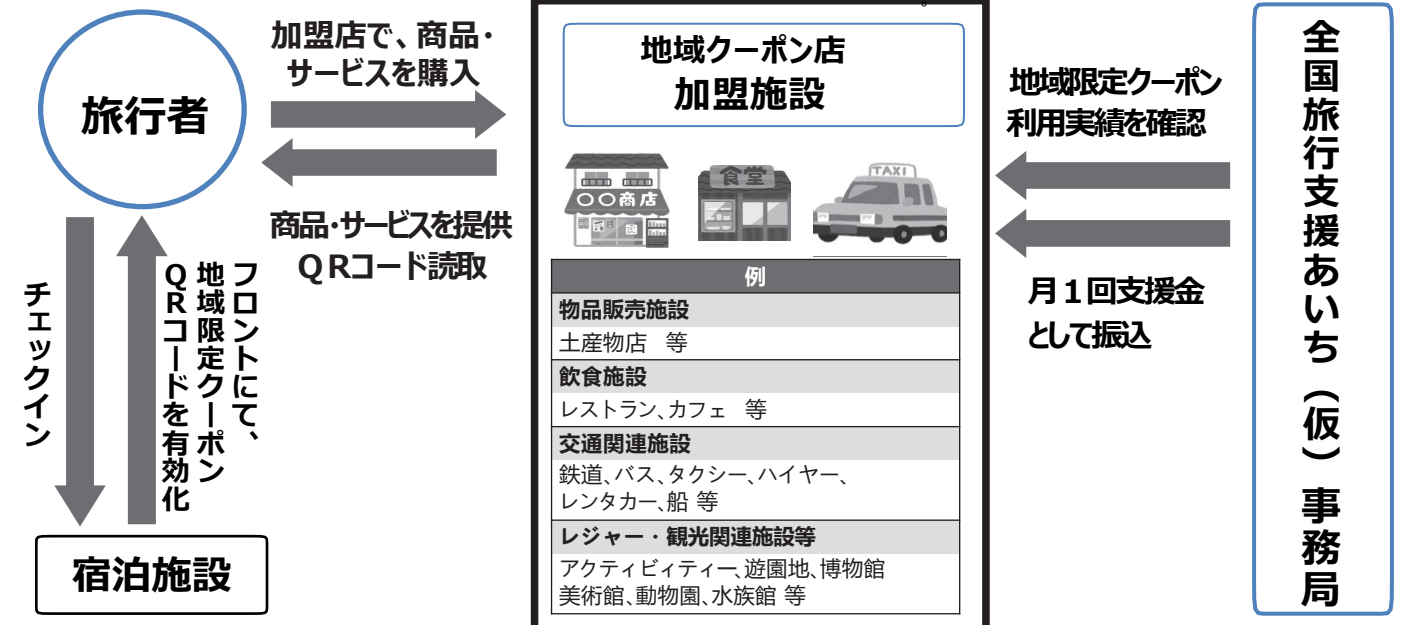 旅行者
加盟店で、商品・
サービスを購入
商品・サービスを提供
QRコード読取
チェックイン
フロントにて、
地域限定クーポン
QRコードを有効化
宿泊施設
地域クーポン店
加盟施設
〇〇商店
食堂
TAXI
例
物品販売施設
土産物店 等
飲食施設
レストラン、カフェ 等
交通関連施設
鉄道、バス、タクシー、ハイヤー、
レンタカー、船 等
レジャー・観光関連施設等
アクティビィティー、遊園地、博物館
美術館、動物園、水族館 等
地域限定クーポン
利用実績を確認
月1回支援金
として振込
全国旅行支援あいち（仮）事務局